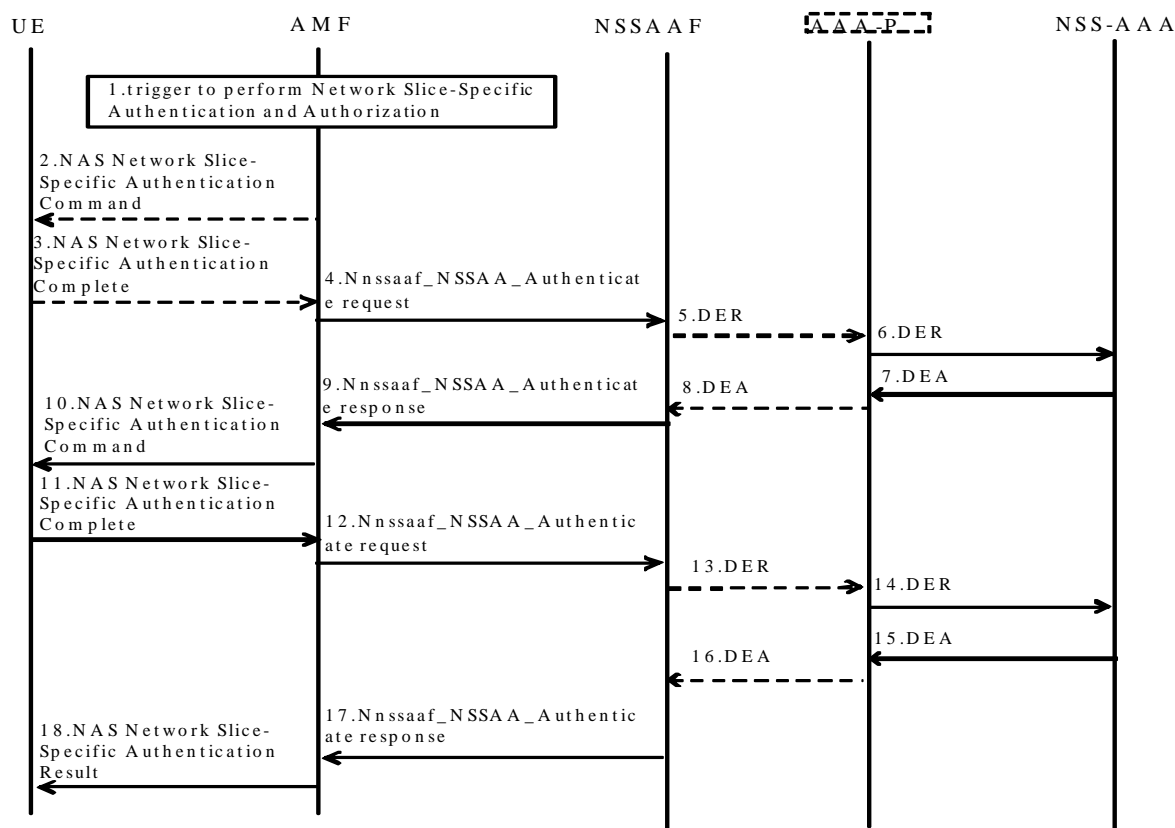 UE
AMF
NSSAAF
AAA-P
NSS-AAA
1.trigger to perform Network Slice-Specific
Authentication and Authorization
2.NAS Network Slice-
Specific Authentication
Command
3.NAS Network Slice-
Specific Authentication
Complete
4.Nnssaaf_NSSAA_Authenticat
e request
5.DER
6.DER
7.DEA
8.DEA
9.Nnssaaf_NSSAA_Authenticat
e response
10.NAS Network Slice-
Specific Authentication
Command
11.NAS Network Slice-
Specific Authentication
Complete
12.Nnssaaf_NSSAA_Authentic
ate request
13.DER
14.DER
15.DEA
16.DEA
17.Nnssaaf_NSSAA_Authentic
ate response
18.NAS Network Slice-
Specific Authentication
Result